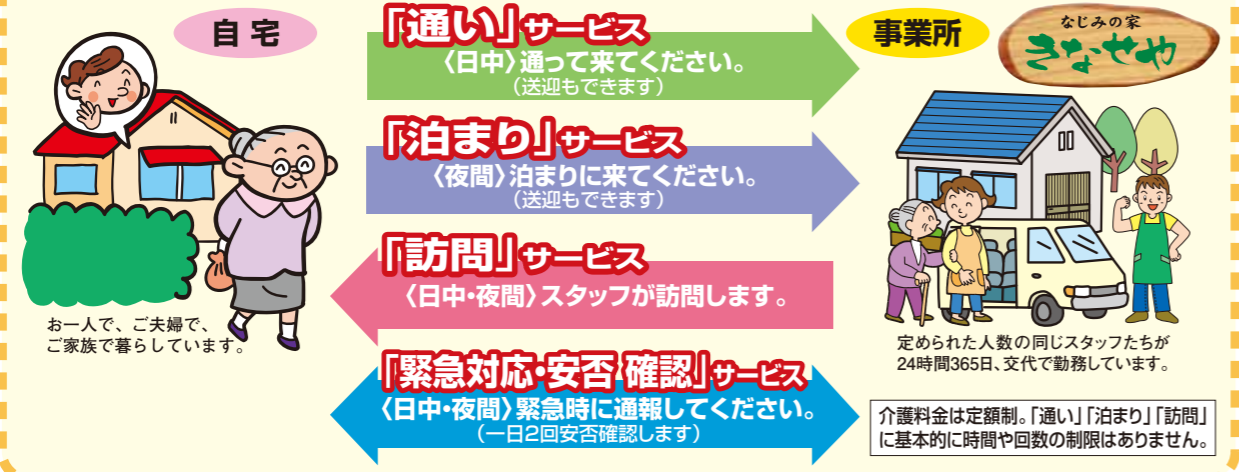 自宅
「通い」サービス
〈日中〉通って来てください。
（送迎もできます）
「泊まり」サービス
〈夜間〉泊まりに来てください。
（送迎もできます）
「訪問」サービス
〈日中・夜間〉スタッフが訪問します。
「緊急対応・安否 確認」サービス
〈日中・夜間〉緊急時に通報してください。
（一日2回安否確認します）
事業所
なじみの家
きなせや
お一人で、ご夫婦で、
ご家族で暮らしています。
定められた人数の同じスタッフたちが
24時間365日、交代で勤務しています。
介護料金は定額制。「通い」「泊まり」「訪問」
に基本的に時間や回数の制限はありません。